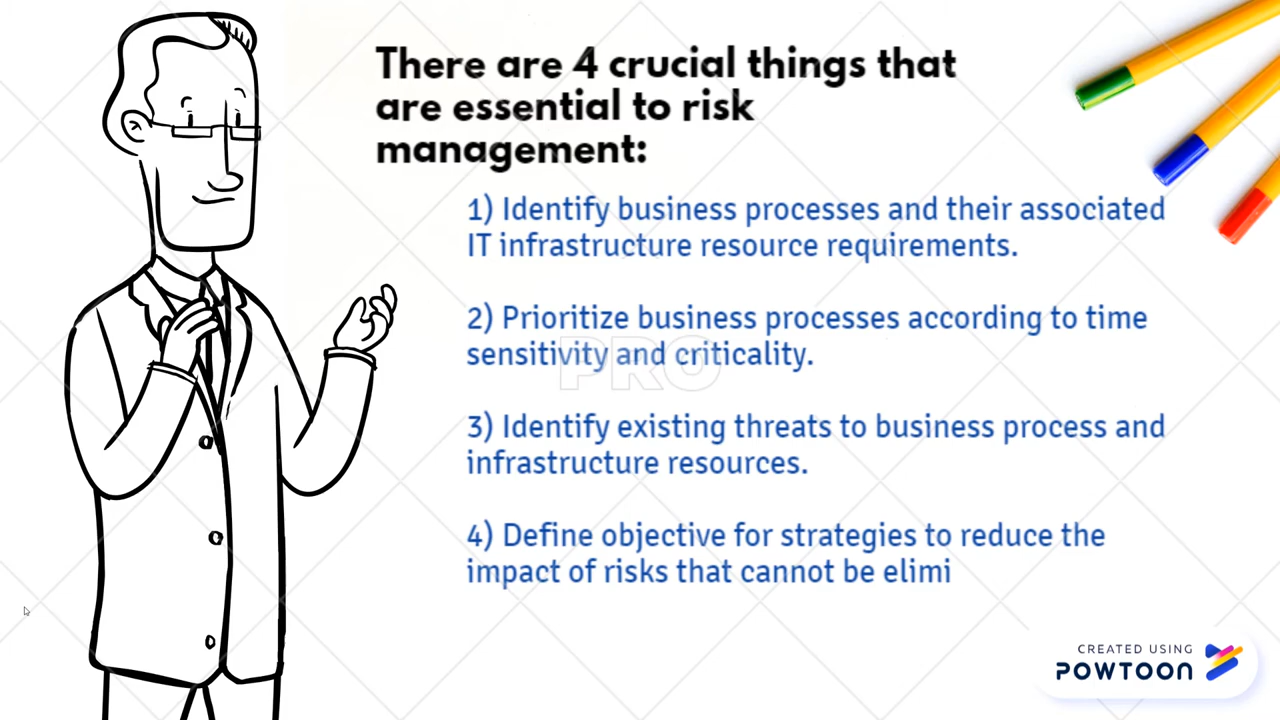 There are 4 crucial things that
are essential to risk
management:
1) Identify business processes and their associated
IT infrastructure resource requirements.
2) Prioritize business processes according to time
sensitivity and criticality.
PRO
3) Identify existing threats to business process and
infrastructure resources.
4) Define objective for strategies to reduce the
impact of risks that cannot be elimi
CREATED USING
POWTOON